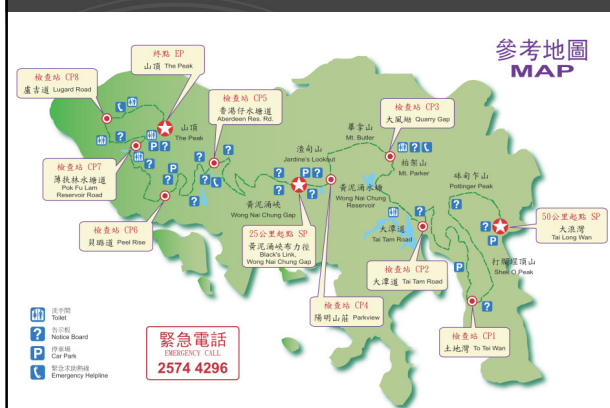 參考地圖
MAP
終點 EP
山頂 The Peak
檢查站 CP8
盧吉道 Lugard Road
檢查站 CP5
香港仔水塘道
Aberdeen Res. Rd.
檢查站 CP3
大風坳 Quarry Gap
山頂
The Peak
畢拿山
Mt. Butler
渣甸山
Jardine's Lookout
柏架山
Mt. Parker
砵甸乍山
Pottinger Peak
檢查站 CP7
薄扶林水塘道
Pok Fu Lam
Reservoir Road
黃泥涌峽
Wong Nai Chung Gap
黃泥涌水塘
Wong Nai Chung
Reservoir
50公里起點 SP
大浪灣
Tai Long Wan
大潭道
Tai Tam Road
檢查站 CP6
貝璐道 Peel Rise
25公里起點 SP
黃泥涌峽布力徑
Black's Link,
Wong Nai Chung Gap
打爛埕頂山
Shek O Peak
檢查站 CP2
大潭道 Tai Tam Road
檢查站 CP4
陽明山莊 Parkview
檢查站 CP1
土地灣 To Tei Wan
洗手間
Toilet
告示板
Notice Board
停車場
Car Park
緊急求助熱線
Emergency Helpline
緊急電話
EMERGENCY CALL
2574 4296